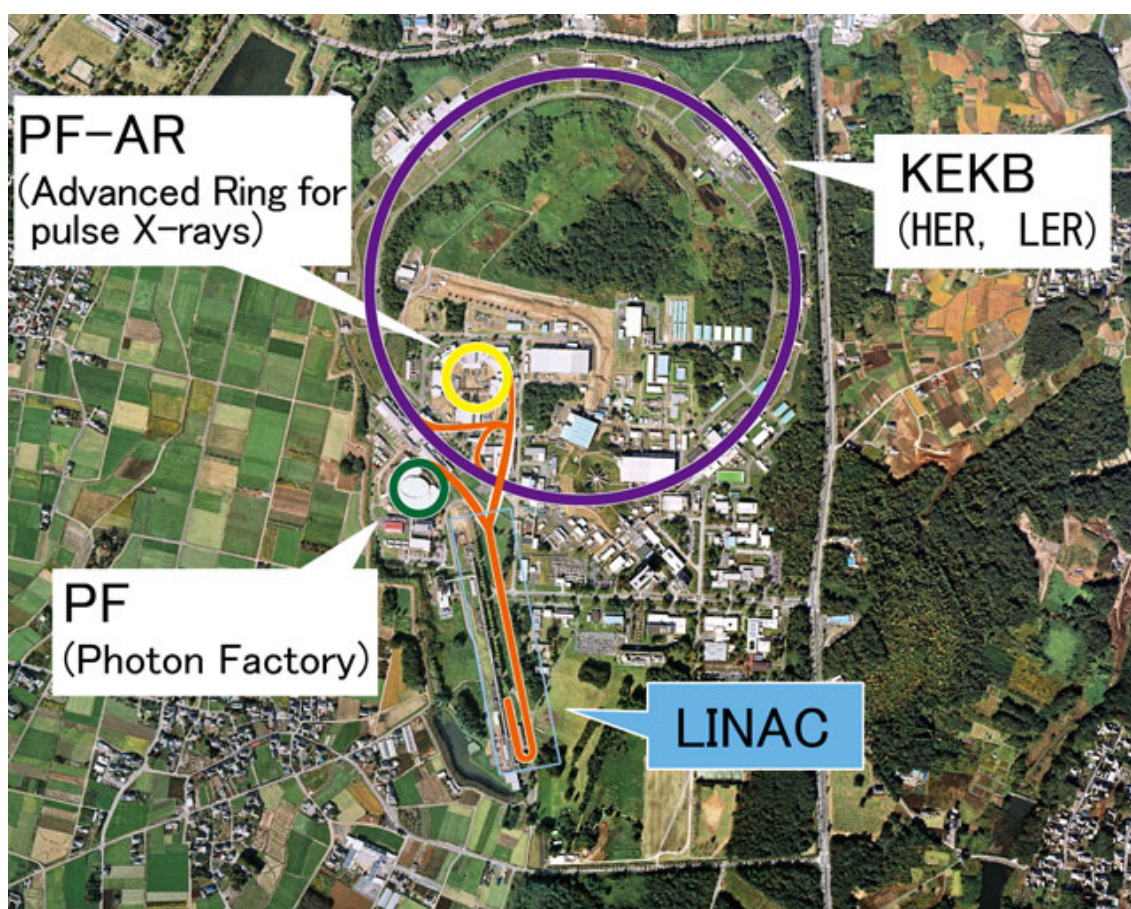 PF-AR
(Advanced Ring for
pulse X-rays)
KEKB
(HER, LER)
PF
(Photon Factory)
LINAC